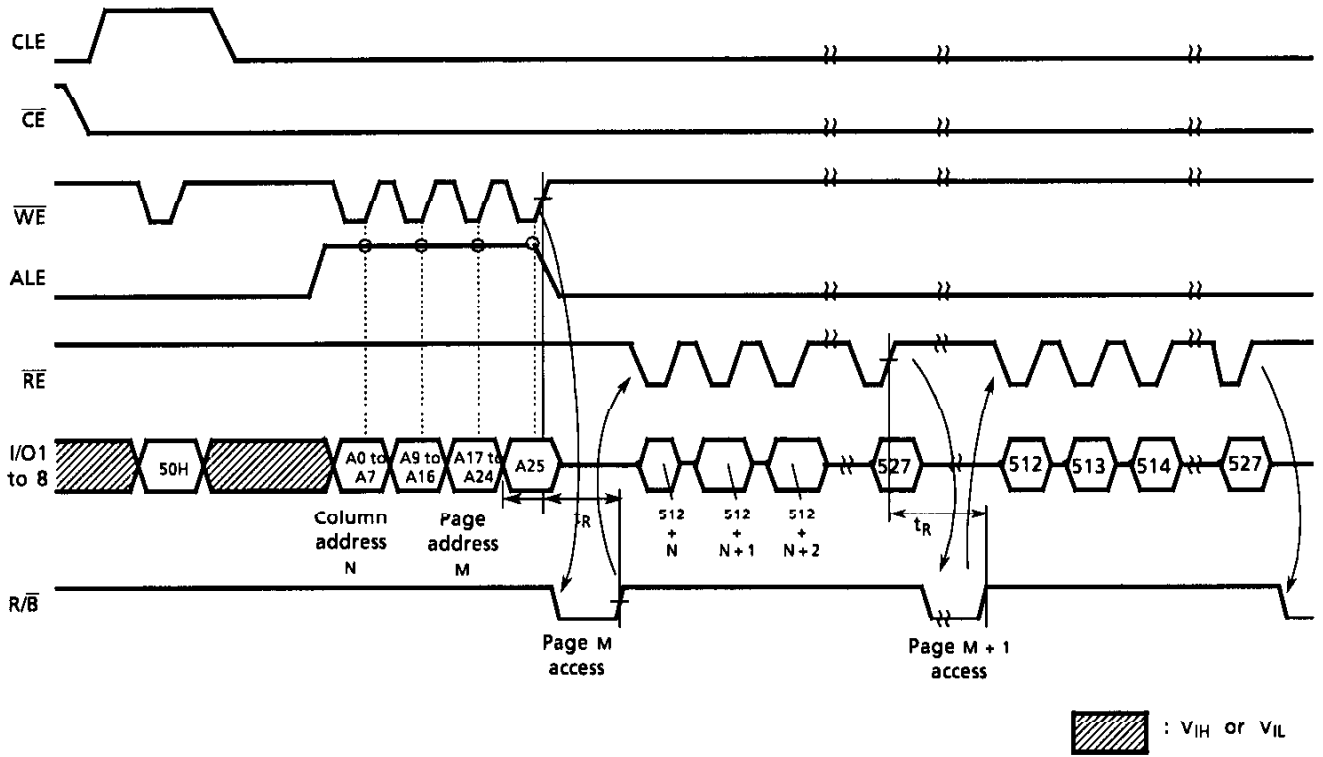 CLE
CE
WE
ALE
RE
I/O1
to 8
50H
A0 to
A7
A9 to
A16
A17 to
A24
A25
527
512
513
514
527
Column
address
N
Page
address
M
tR
512
+
N
512
+
N + 1
512
+
N + 2
tR
R/B
Page M
access
Page M + 1
access
: VIH or VIL